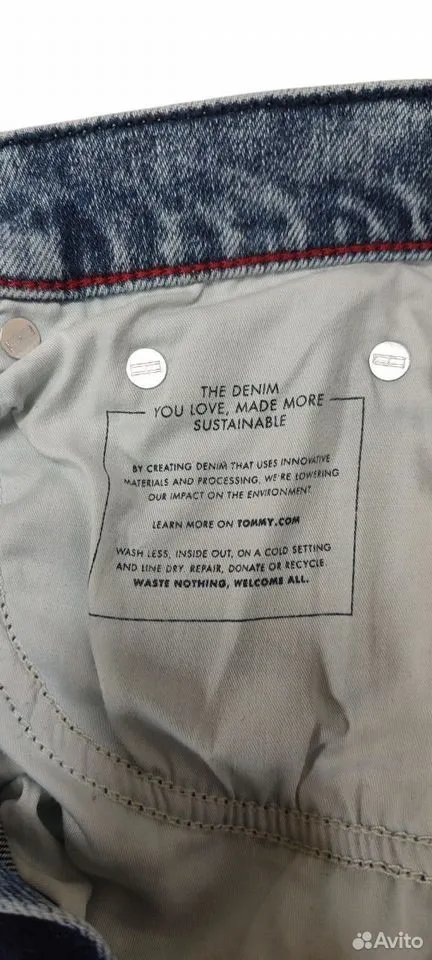 THE DENIM
YOU LOVE, MADE MORE
SUSTAINABLE
BY CREATING DENIM THAT USES INNOVATIVE
MATERIALS AND PROCESSING, WE'RE LOWERING
OUR IMPACT ON THE ENVIRONMENT
LEARN MORE ON TOMMY.COM
WASH LESS, INSIDE OUT, ON A COLD SETTING
AND LINE DRY. REPAIR, DONATE OR RECYCLE.
WASTE NOTHING, WELCOME ALL.
Avito